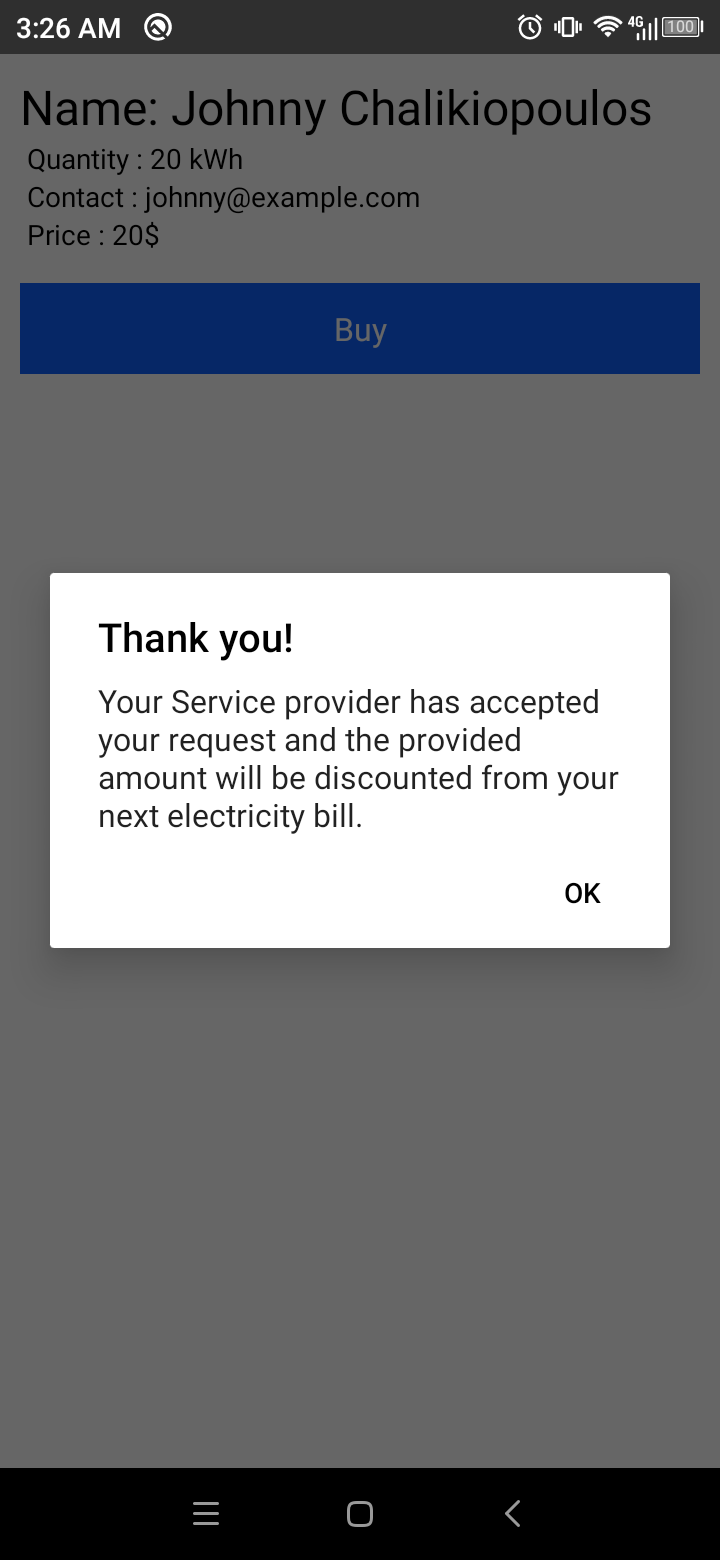 3:26 AM 4G 100
Name: Johnny Chalikiopoulos
Quantity : 20 kWh
Contact : johnny@example.com
Price : 20$
Buy
Thank you!
Your Service provider has accepted
your request and the provided
amount will be discounted from your
next electricity bill.
OK